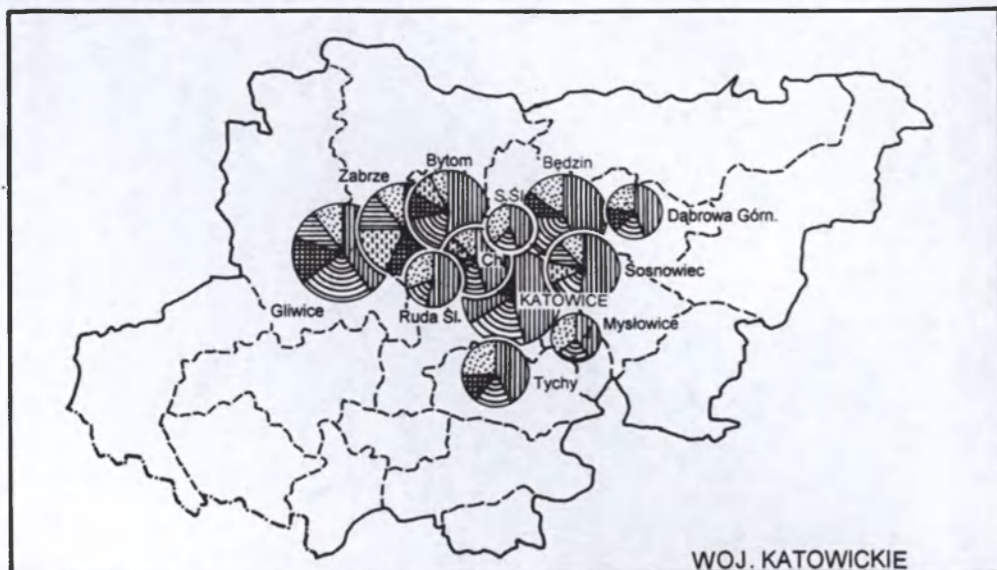 Zabrze
Bytom
Będzin
S.Śl.
Dąbrowa Górn.
Ch.
Sosnowiec
KATOWICE
Gliwice
Ruda Śl.
Mysłowice
Tychy
WOJ. KATOWICKIE